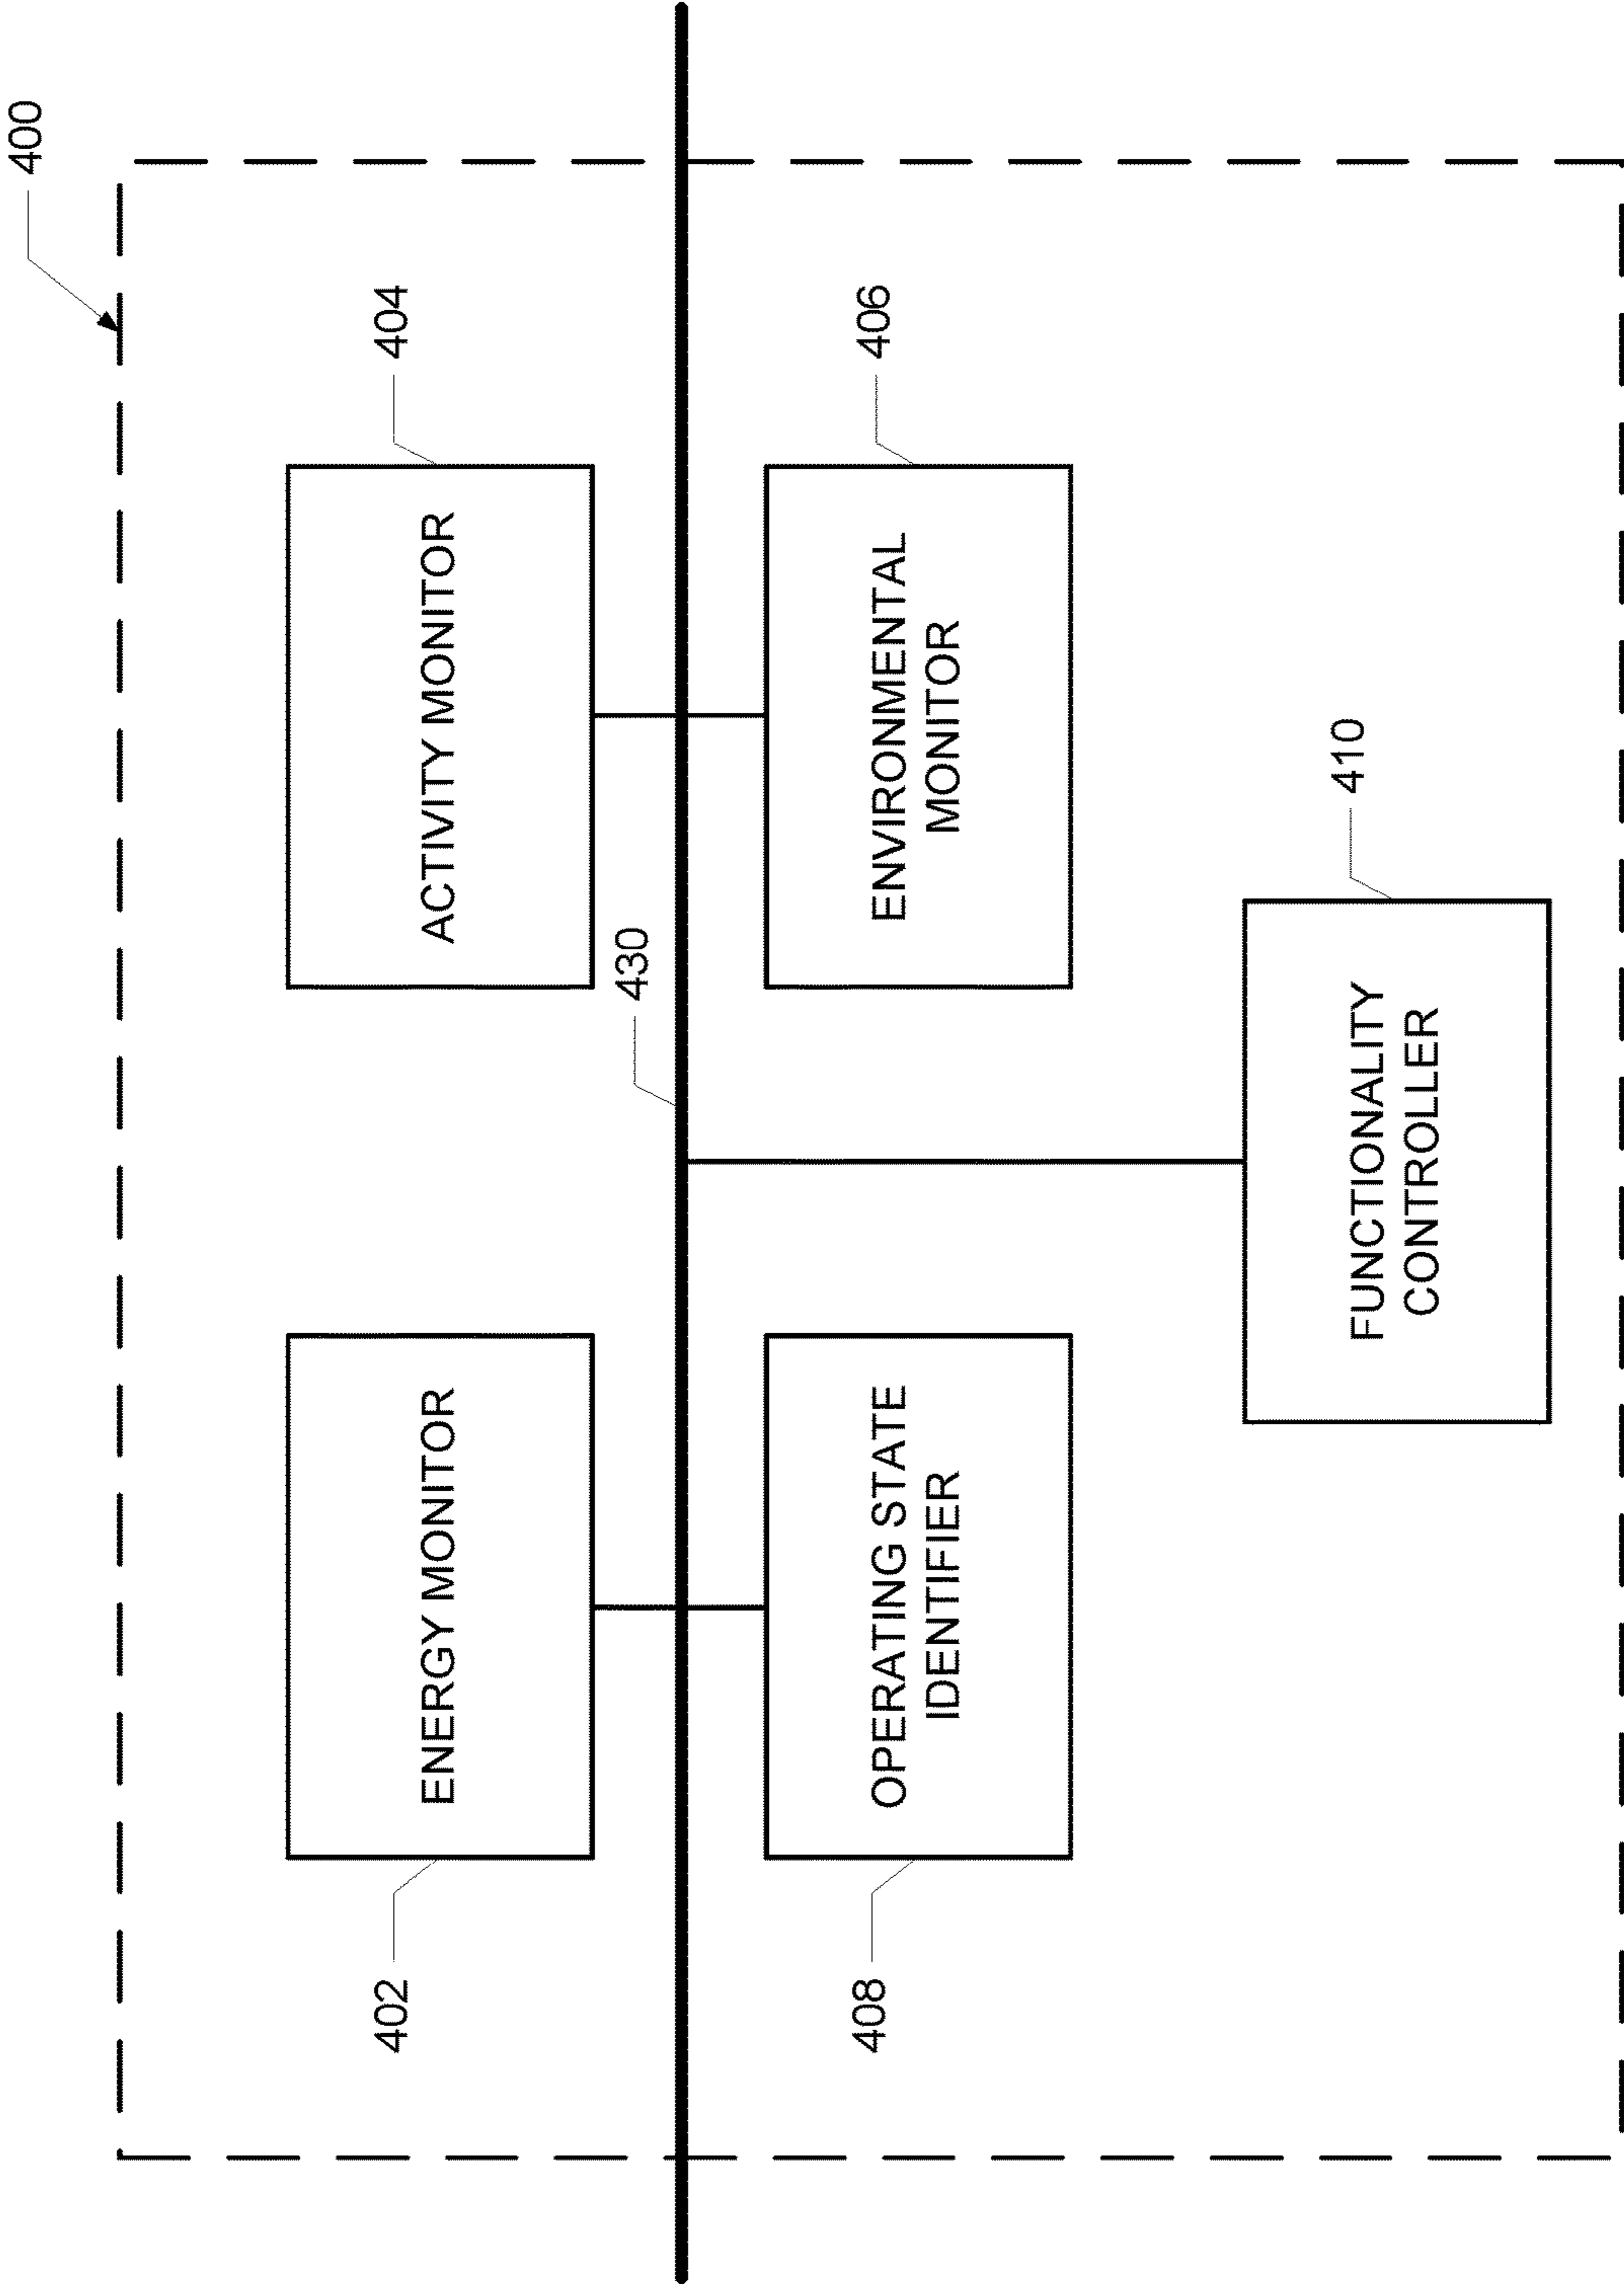 400
402
ENERGY MONITOR
ACTIVITY MONITOR
404
430
408
OPERATING STATE
IDENTIFIER
ENVIRONMENTAL
MONITOR
406
FUNCTIONALITY
CONTROLLER
410